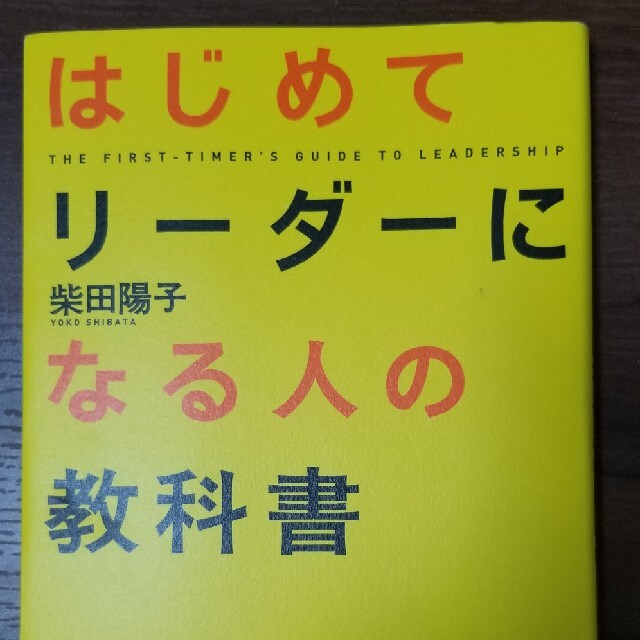 はじめて
THE FIRST-TIMER'S GUIDE TO LEADERSHIP
リーダーに
柴田陽子
YOKO SHIBATA
なる人の
教科書